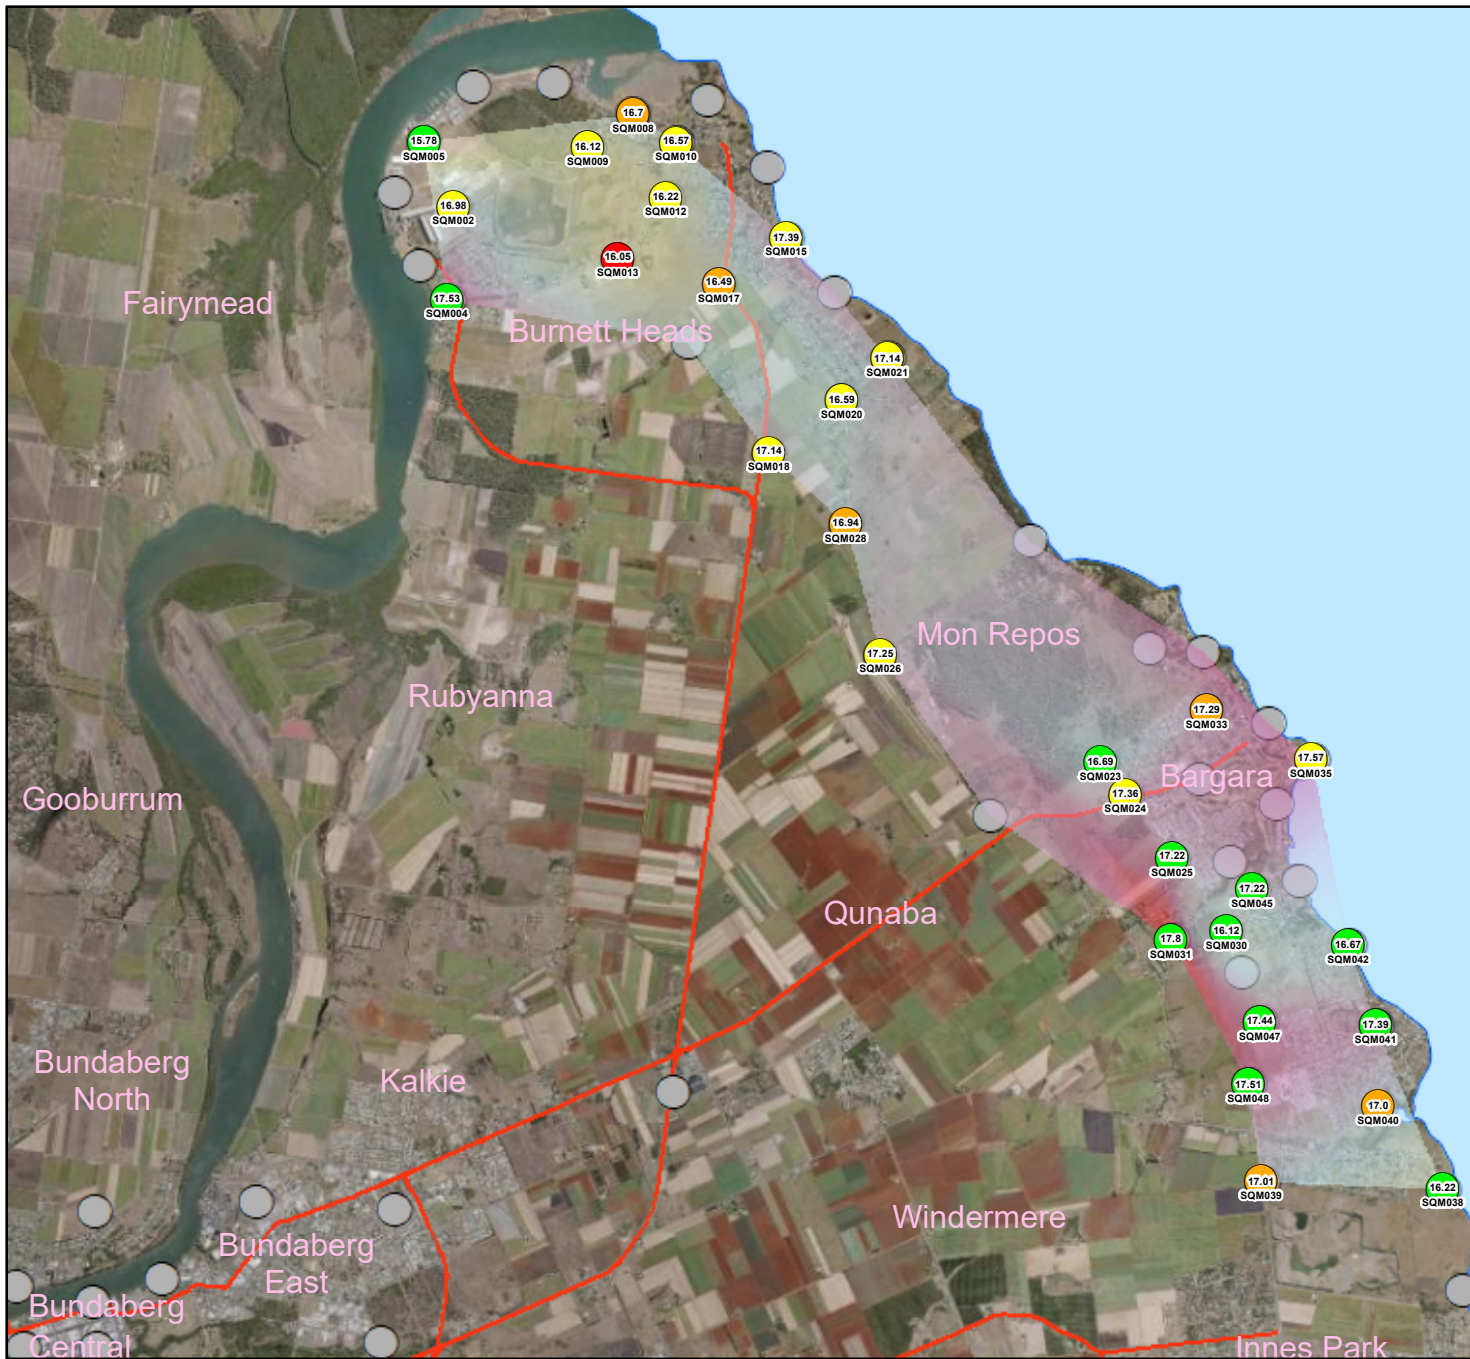 16.7
SQM008
15.78
SQM005
16.12
SQM009
16.57
SQM010
16.98
SQM002
16.22
SQM012
17.39
SQM015
16.05
SQM013
16.49
SQM017
17.53
SQM004
Fairymead
Burnett Heads
17.14
SQM021
16.59
SQM020
17.14
SQM018
16.94
SQM028
Mon Repos
17.25
SQM026
Rubyanna
17.29
SQM033
16.69
SQM023
Bargara
17.57
SQM035
17.36
SQM024
Gooburrum
17.22
SQM025
17.22
SQM045
Qunaba
16.12
SQM030
17.8
SQM031
16.67
SQM042
17.44
SQM047
17.39
SQM041
Bundaberg
North
Kalkie
17.51
SQM048
17.0
SQM040
17.01
SQM039
16.22
SQM038
Windermere
Bundaberg
East
Bundaberg
Central
Innes Park